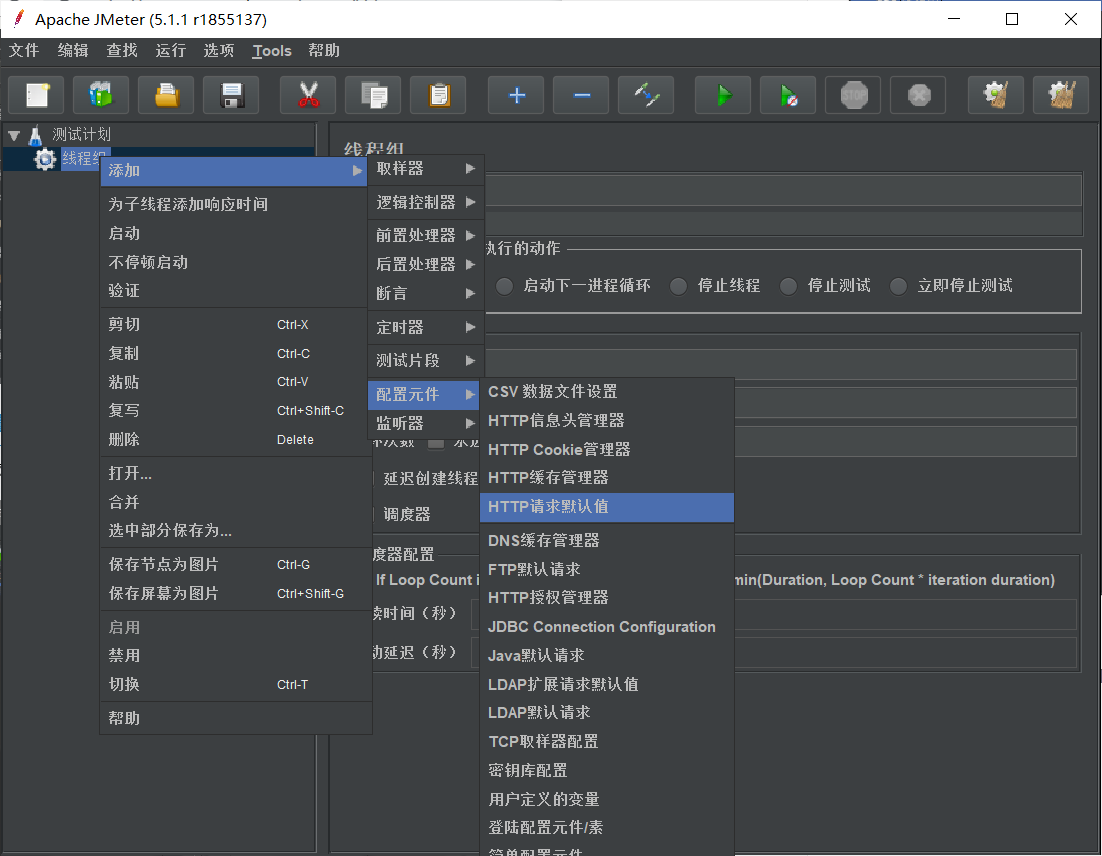 Apache JMeter (5.1.1 r1855137)
文件 编辑 查找 运行 选项 Tools 帮助
STOP
测试计划
线程组
线程组
添加
为子线程添加响应时间
启动
不停顿启动
验证
剪切 Ctrl-X
复制 Ctrl-C
粘贴 Ctrl-V
复写 Ctrl+Shift-C
删除 Delete
打开...
合并
选中部分保存为...
保存节点为图片 Ctrl-G
保存屏幕为图片 Ctrl+Shift-G
启用
禁用
切换 Ctrl-T
帮助
取样器
逻辑控制器
前置处理器
后置处理器
断言
定时器
测试片段
配置元件
监听器
CSV 数据文件设置
HTTP信息头管理器
HTTP Cookie管理器
HTTP缓存管理器
HTTP请求默认值
DNS缓存管理器
FTP默认请求
HTTP授权管理器
JDBC Connection Configuration
Java默认请求
LDAP扩展请求默认值
LDAP默认请求
TCP取样器配置
密钥库配置
用户定义的变量
登陆配置元件/素
简单配置元件
执行的动作
启动下一进程循环 停止线程 停止测试 立即停止测试
次数 永远
延迟创建线程
调度器
度器配置
If Loop Count i min(Duration, Loop Count * iteration duration)
续时间（秒）
动延迟（秒）